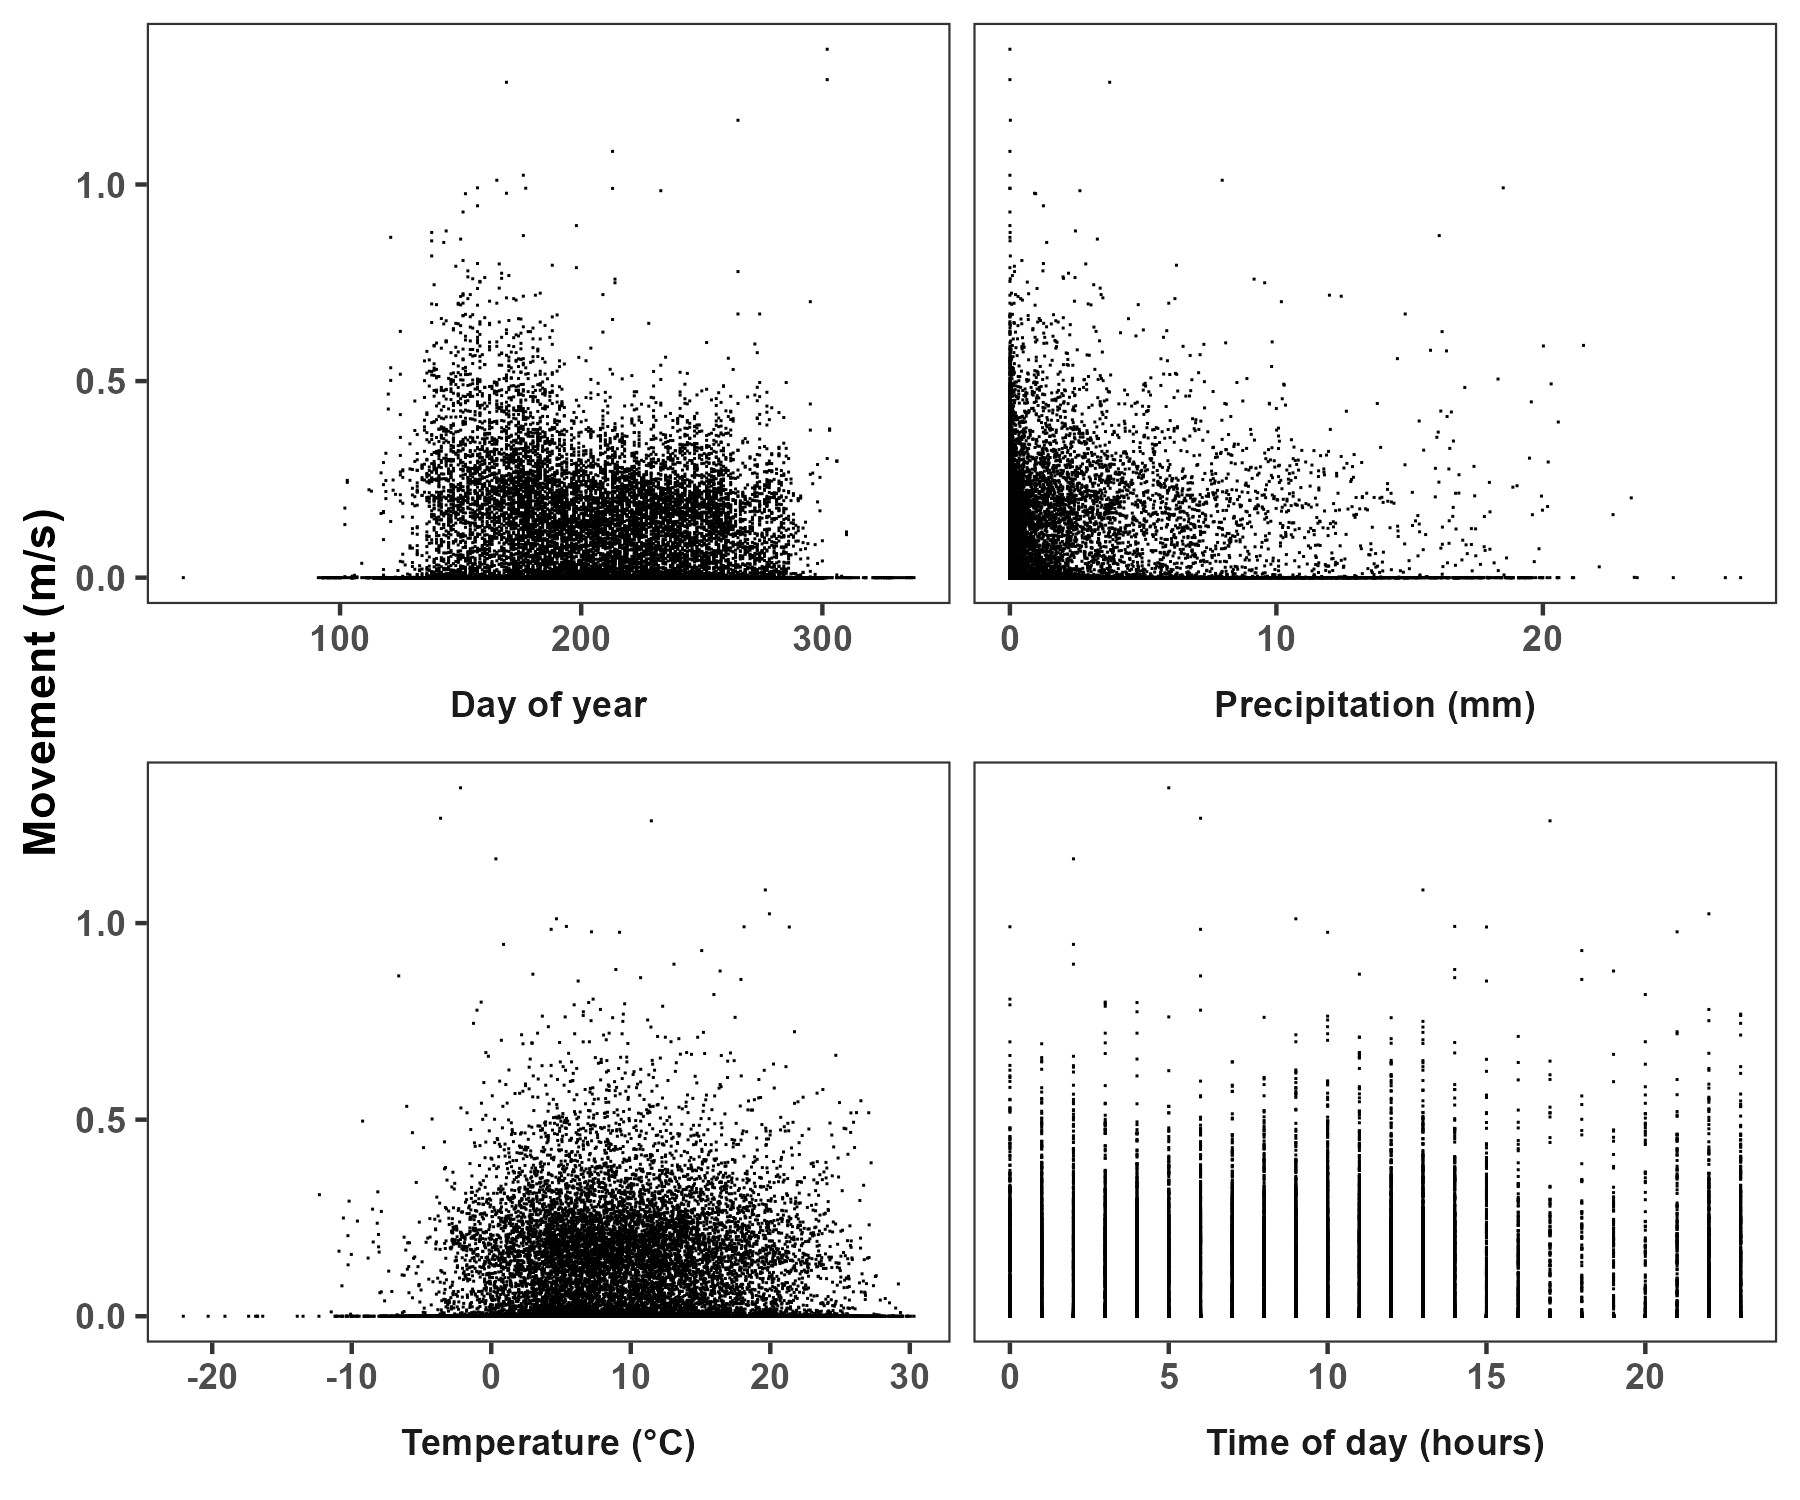 Movement (m/s)
1.0
0.5
0.0
100 200 300
Day of year
0 10 20
Precipitation (mm)
1.0
0.5
0.0
-20 -10 0 10 20 30
Temperature (°C)
0 5 10 15 20
Time of day (hours)